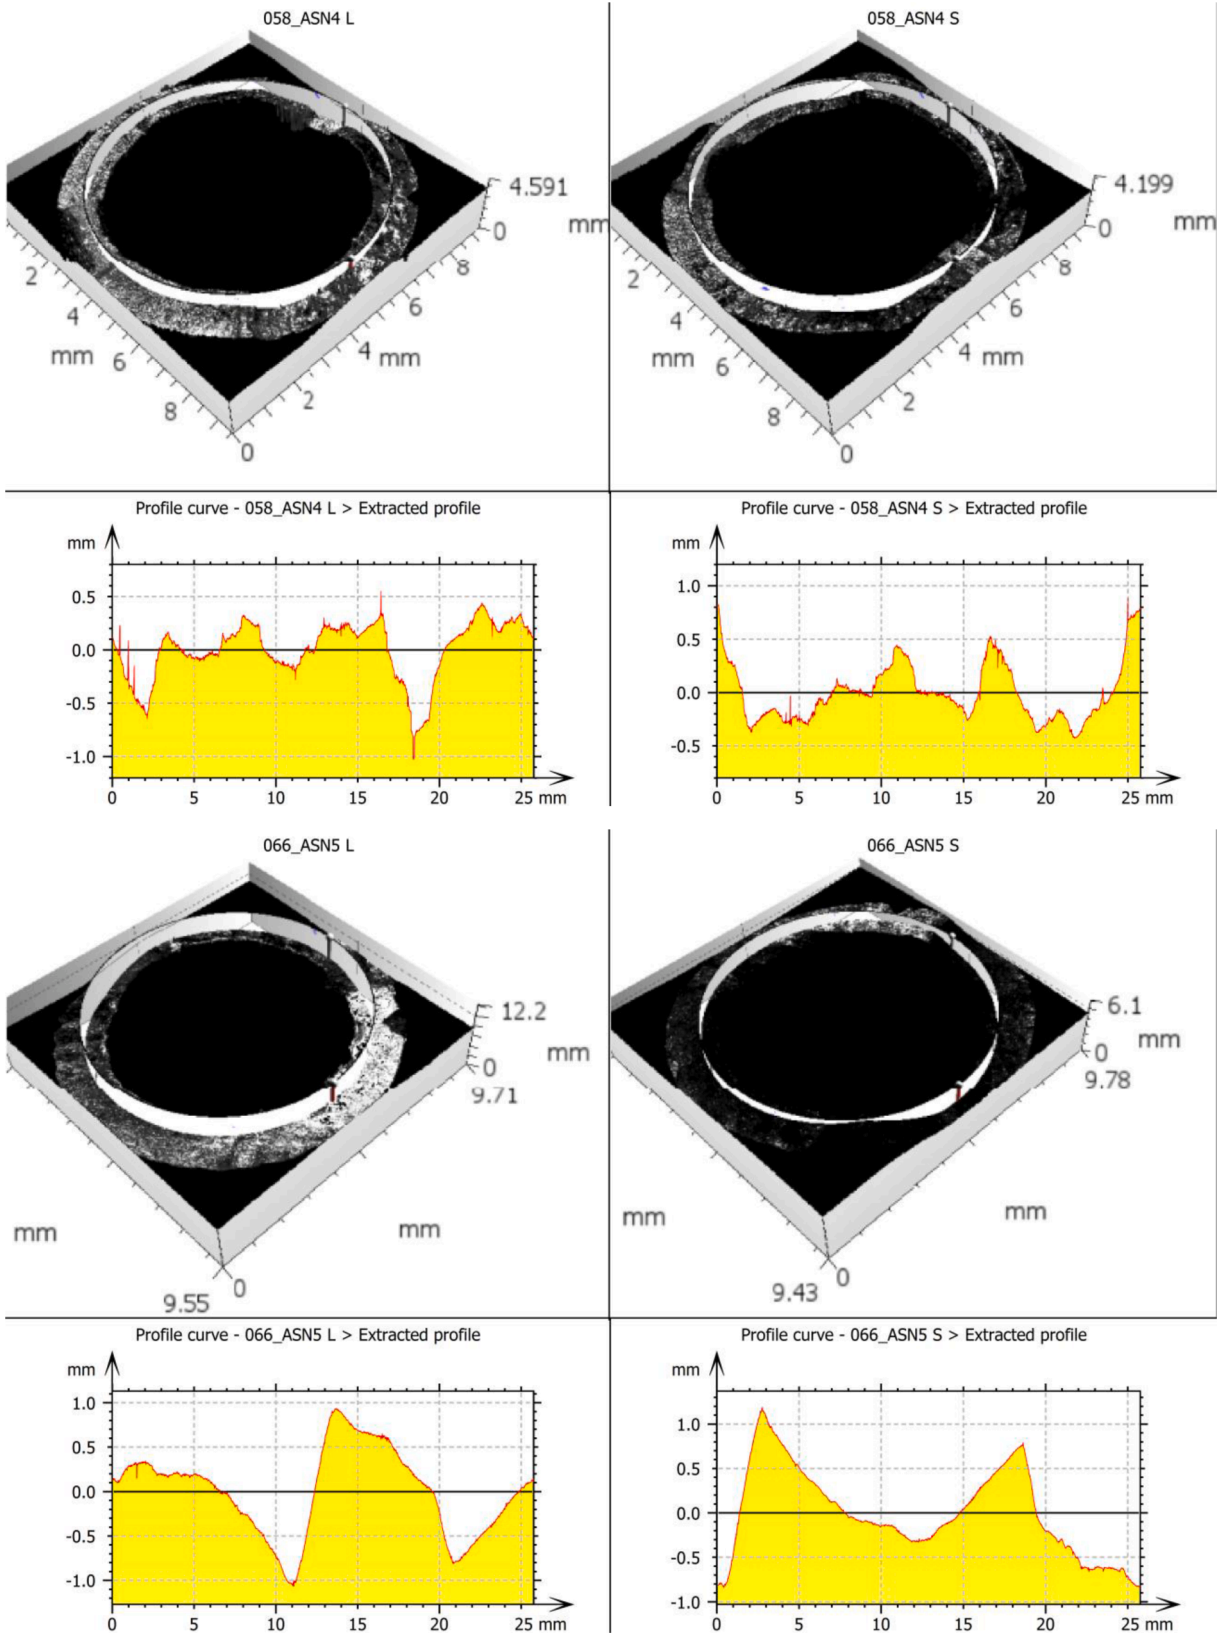 058_ASN4 L
4.591
mm
0
2
4
mm
6
8
0
2
4
mm
6
8
058_ASN4 S
4.199
mm
0
2
4
mm
6
8
0
2
4
mm
6
8
Profile curve - 058_ASN4 L > Extracted profile
mm
0.5
0.0
-0.5
-1.0
0 5 10 15 20 25 mm
Profile curve - 058_ASN4 S > Extracted profile
mm
1.0
0.5
0.0
-0.5
0 5 10 15 20 25 mm
066_ASN5 L
12.2
mm
0
9.71
mm
mm
0
9.55
066_ASN5 S
6.1
mm
0
9.78
mm
mm
0
9.43
Profile curve - 066_ASN5 L > Extracted profile
mm
1.0
0.5
0.0
-0.5
-1.0
0 5 10 15 20 25 mm
Profile curve - 066_ASN5 S > Extracted profile
mm
1.0
0.5
0.0
-0.5
-1.0
0 5 10 15 20 25 mm